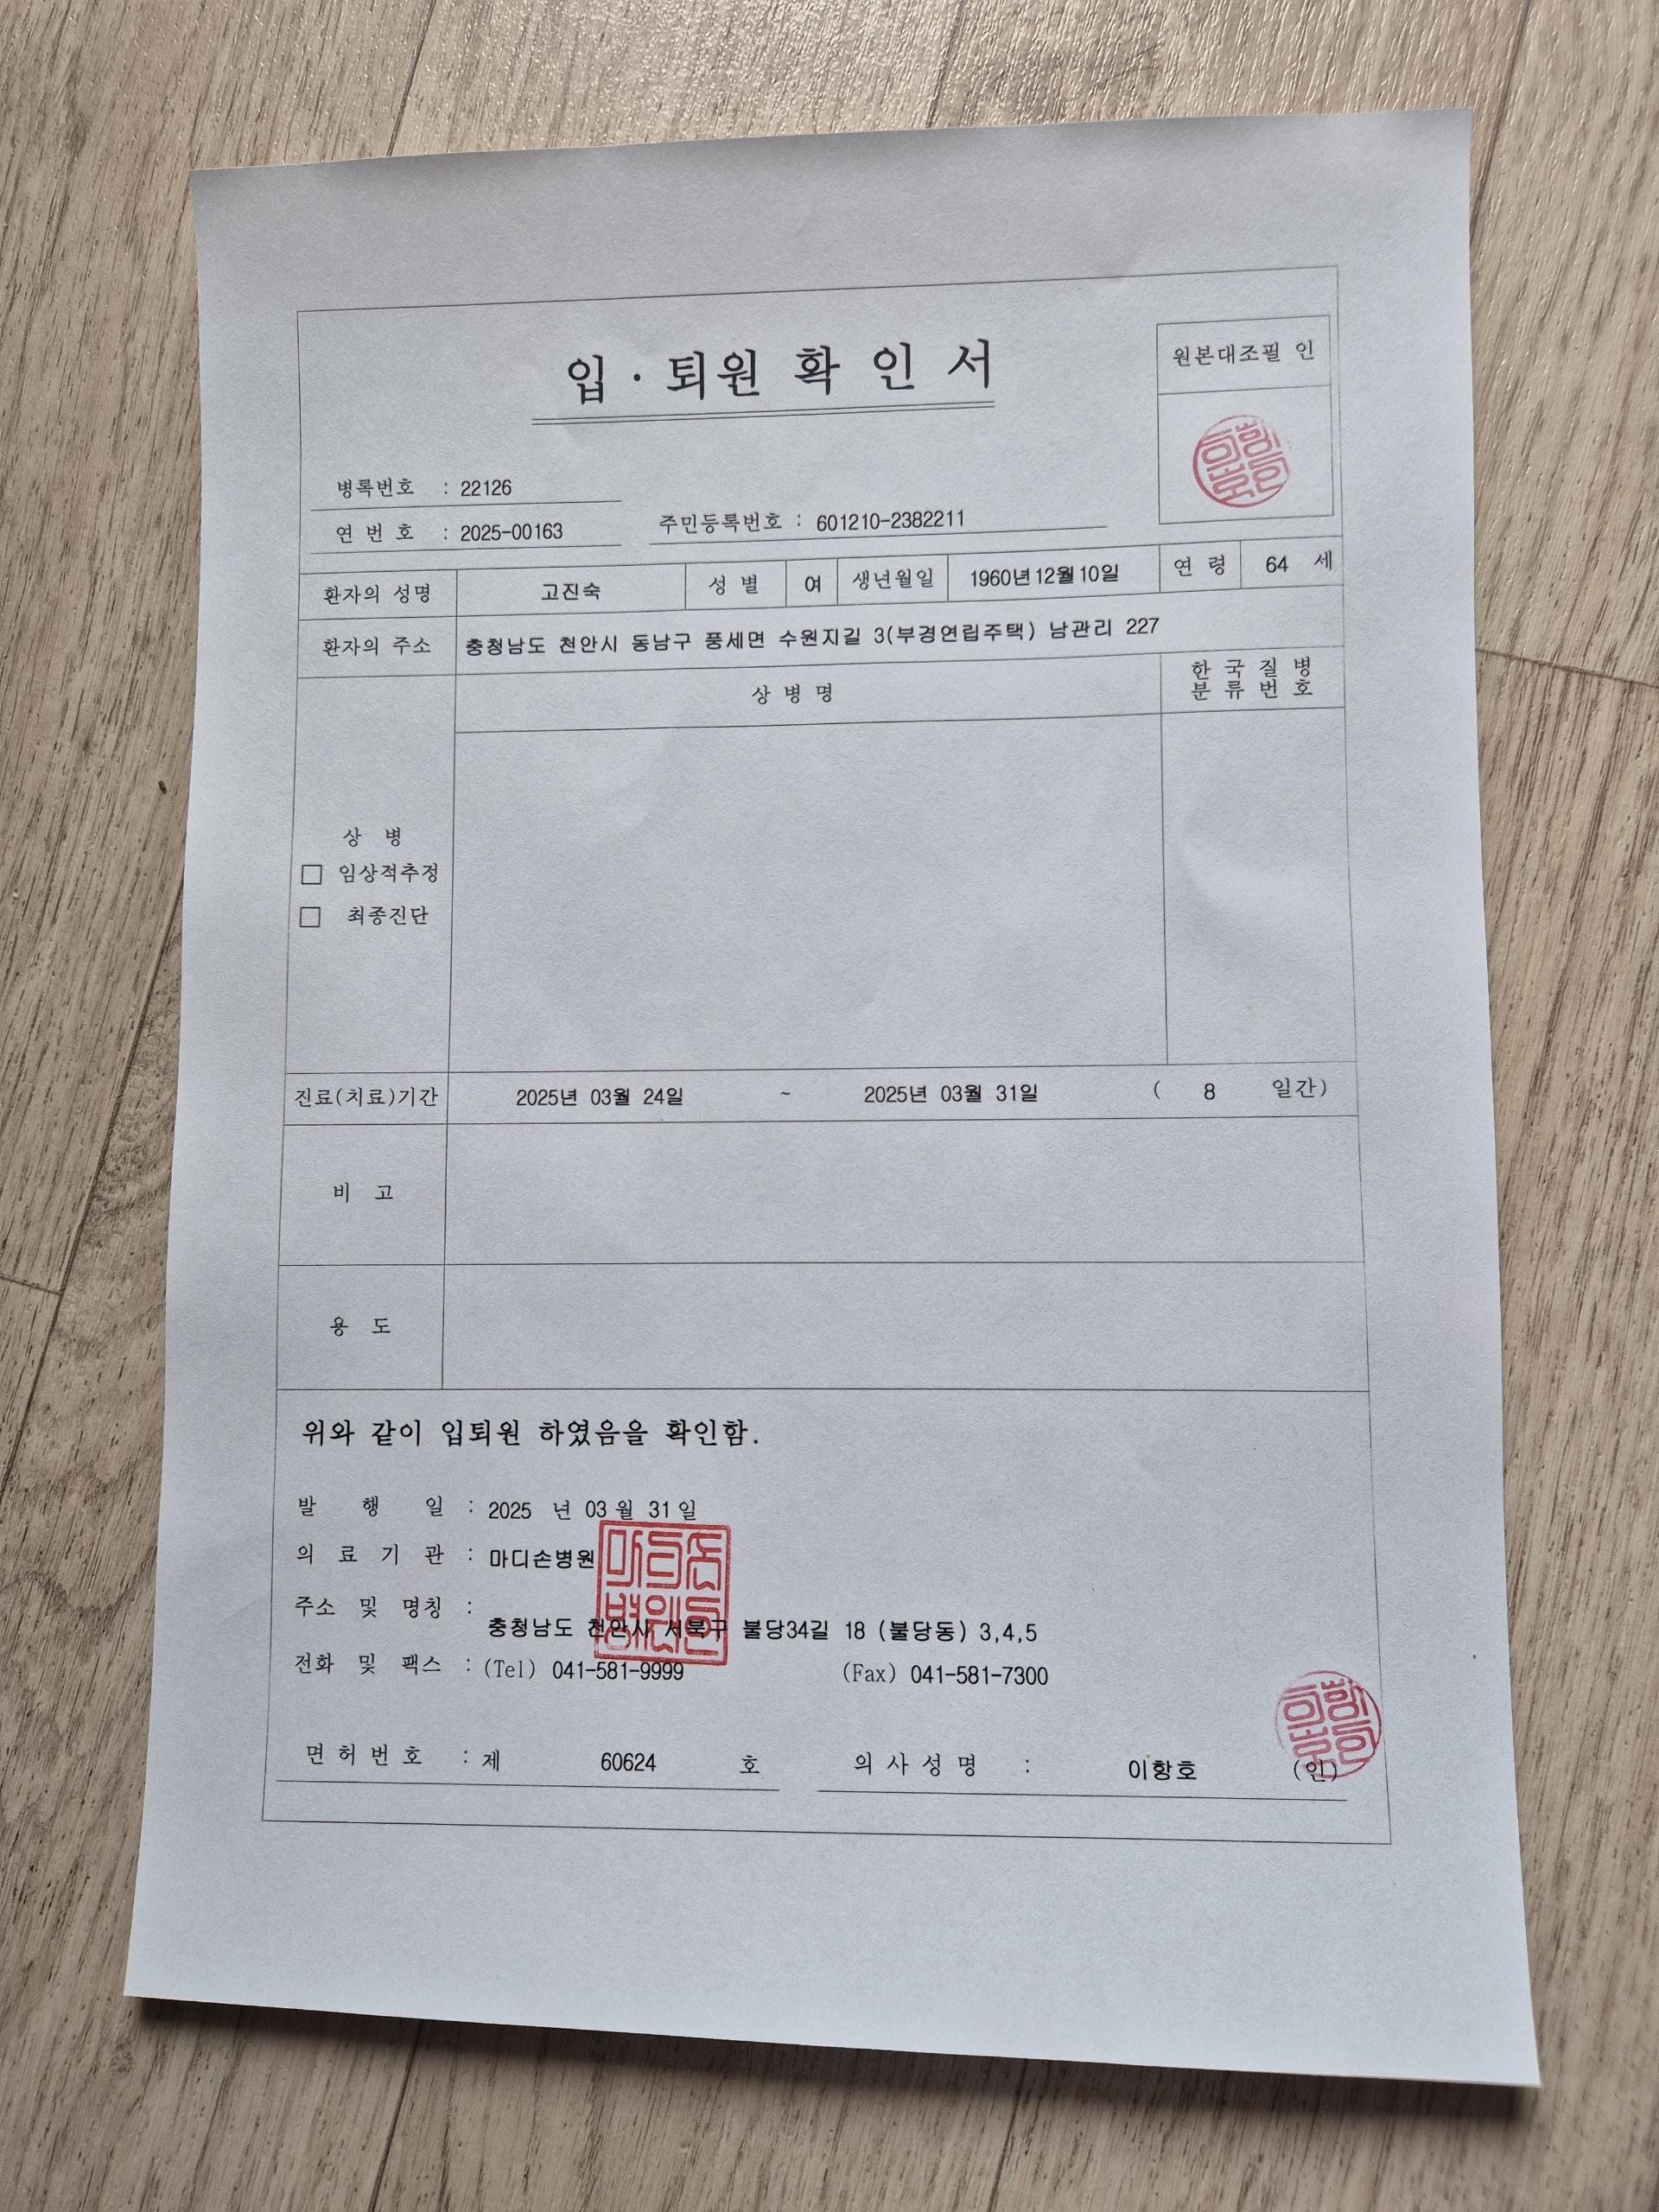 입·퇴원 확인서
원본대조필 인
병록번호 : 22126
연번호 : 2025-00163 주민등록번호 : 601210-2382211
환자의 성명 고진숙 성별 여 생년월일 1960년12월10일 연령 64 세
환자의 주소 충청남도 천안시 동남구 풍세면 수원지길 3(부경연립주택) 남관리 227
상병명 한국질병
분류번호
상 병
□ 임상적추정
□ 최종진단
진료(치료)기간 2025년 03월 24일 ~ 2025년 03월 31일 ( 8 일간)
비 고
용 도
위와 같이 입퇴원 하였음을 확인함.
발 행 일 : 2025 년 03 월 31 일
의 료 기 관 : 마디손병원
마디손
병원인
주소 및 명칭 :
충청남도 천안시 서북구 불당34길 18 (불당동) 3,4,5
전화 및 팩스 : (Tel) 041-581-9999 (Fax) 041-581-7300
면허번호 : 제 60624 호 의사성명 : 이항호 (인)